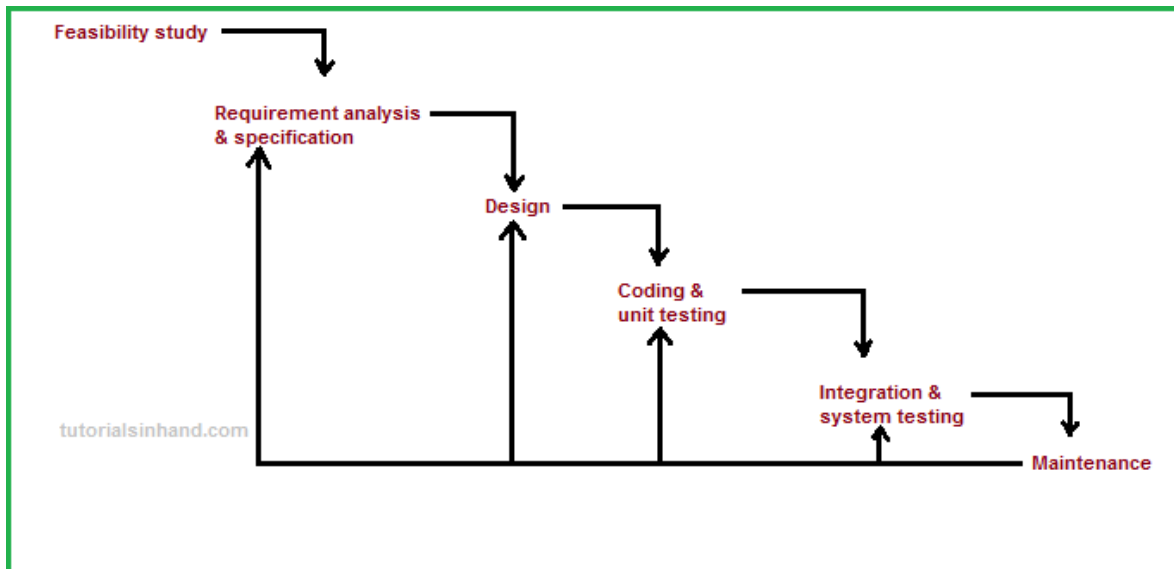 Feasibility study
Requirement analysis
& specification
Design
Coding &
unit testing
Integration &
system testing
tutorialsinhand.com
Maintenance